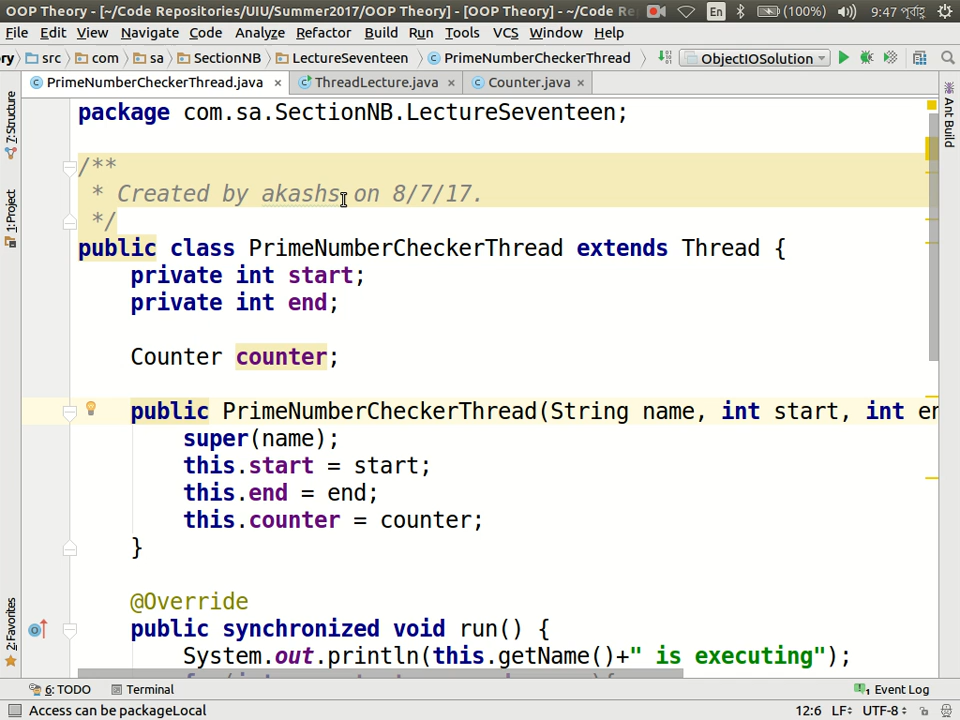 OOP Theory - [~/Code Repositories/UIU/Summer2017/OOP Theory] - [OOP Theory] - ~/Code Re
En
(100%)
9:47 পূর্বাহ্ণ
File Edit View Navigate Code Analyze Refactor Build Run Tools VCS Window Help
ry src com sa SectionNB LectureSeventeen PrimeNumberCheckerThread ObjectIOSolution
PrimeNumberCheckerThread.java ThreadLecture.java Counter.java
7: Structure
1: Project
2: Favorites
Ant Build
package com.sa.SectionNB.LectureSeventeen;
/**
* Created by akashs on 8/7/17.
*/
public class PrimeNumberCheckerThread extends Thread {
private int start;
private int end;
Counter counter;
public PrimeNumberCheckerThread(String name, int start, int en
super(name);
this.start = start;
this.end = end;
this.counter = counter;
}
@Override
public synchronized void run() {
System.out.println(this.getName()+" is executing");
6: TODO Terminal 1 Event Log
Access can be packageLocal 12:6 LF÷ UTF-8÷